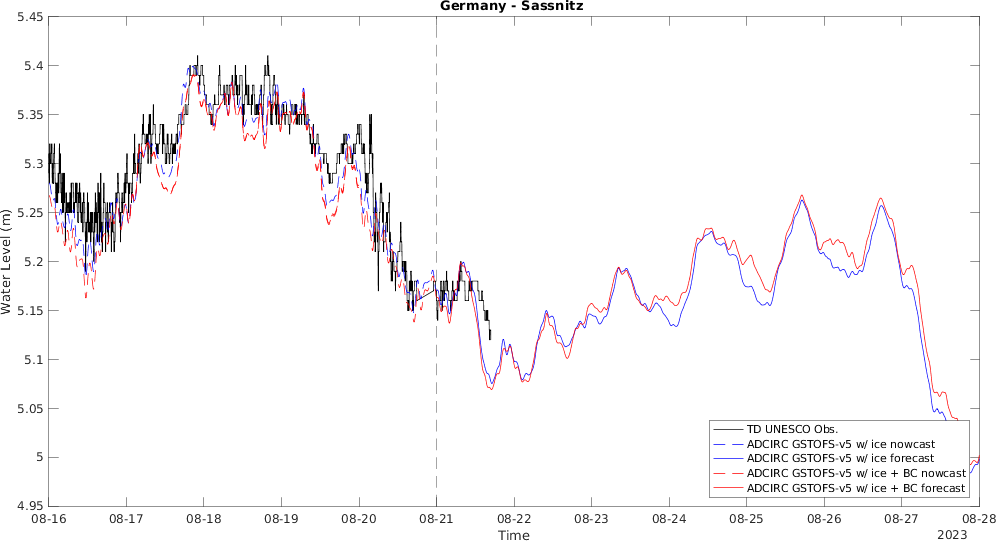 Germany - Sassnitz
5.45
5.4
5.35
5.3
5.25
5.2
5.15
5.1
5.05
5
4.95
Water Level (m)
TD UNESCO Obs.
ADCIRC GSTOFS-v5 w/ ice nowcast
ADCIRC GSTOFS-v5 w/ ice forecast
ADCIRC GSTOFS-v5 w/ ice + BC nowcast
ADCIRC GSTOFS-v5 w/ ice + BC forecast
08-16 08-17 08-18 08-19 08-20 08-21 08-22 08-23 08-24 08-25 08-26 08-27 08-28
Time
2023